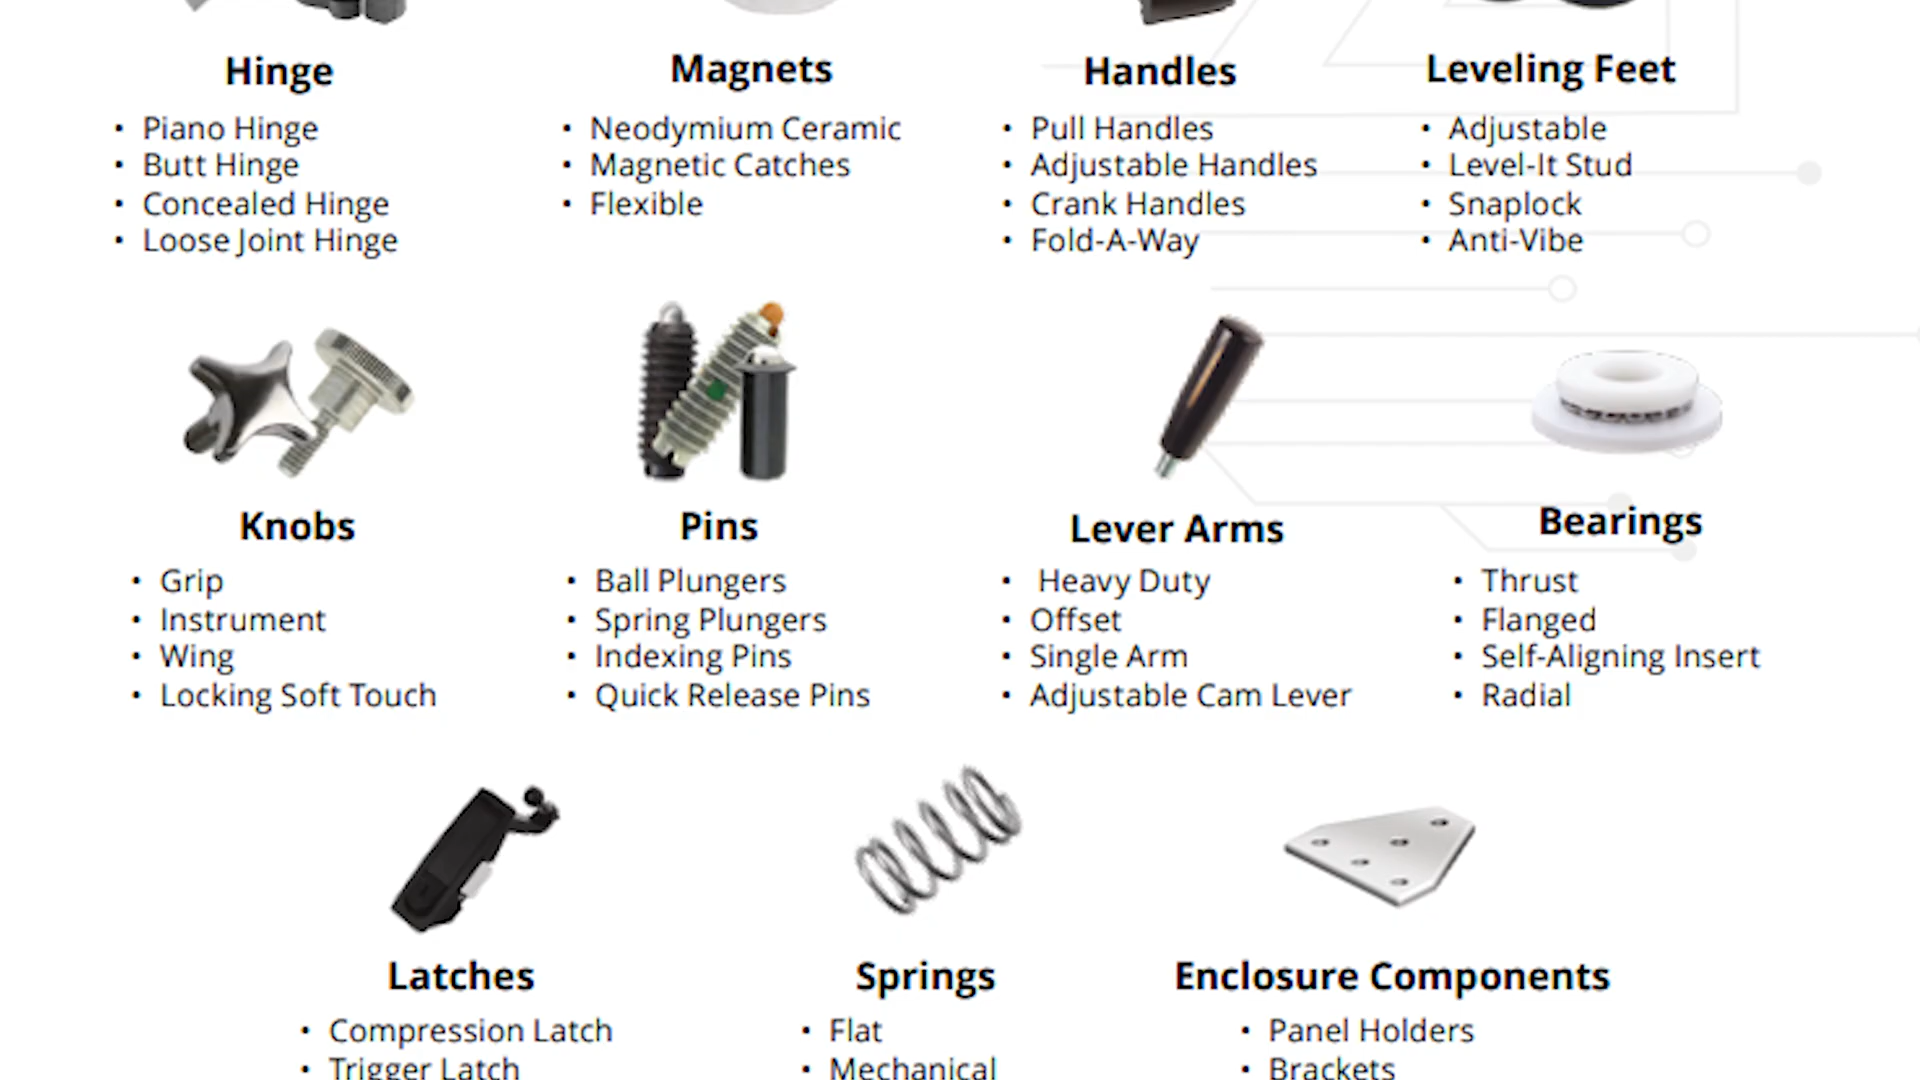 Hinge
• Piano Hinge
• Butt Hinge
• Concealed Hinge
• Loose Joint Hinge
Magnets
• Neodymium Ceramic
• Magnetic Catches
• Flexible
Handles
• Pull Handles
• Adjustable Handles
• Crank Handles
• Fold-A-Way
Leveling Feet
• Adjustable
• Level-It Stud
• Snaplock
• Anti-Vibe
Knobs
• Grip
• Instrument
• Wing
• Locking Soft Touch
Pins
• Ball Plungers
• Spring Plungers
• Indexing Pins
• Quick Release Pins
Lever Arms
• Heavy Duty
• Offset
• Single Arm
• Adjustable Cam Lever
Bearings
• Thrust
• Flanged
• Self-Aligning Insert
• Radial
Latches
• Compression Latch
• Trigger Latch
Springs
• Flat
• Mechanical
Enclosure Components
• Panel Holders
• Brackets